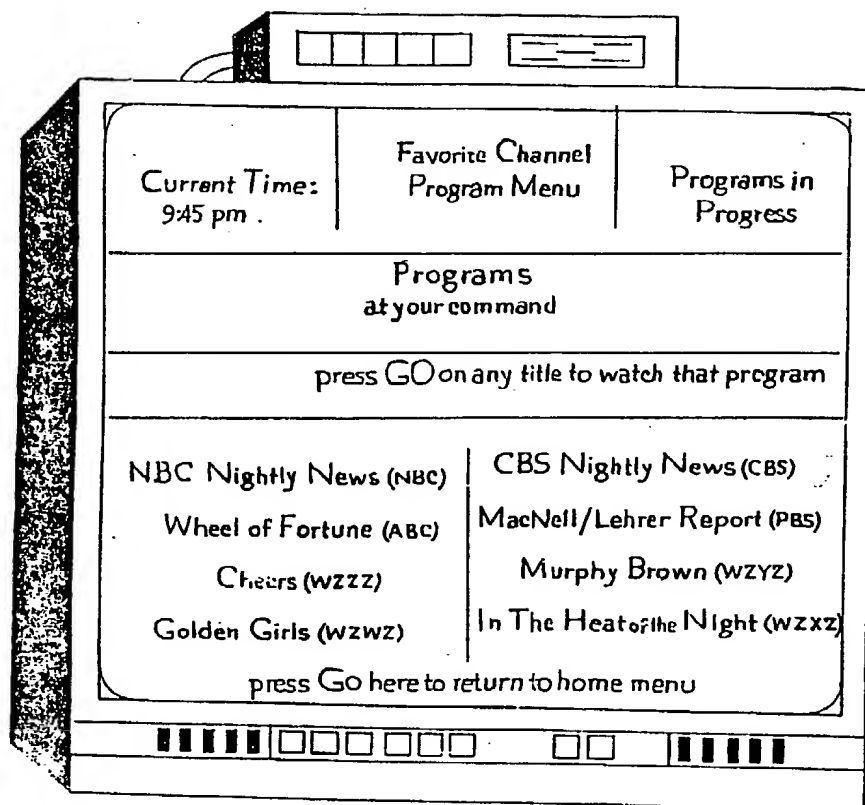 Current Time:
9:45 pm .
Favorite Channel
Program Menu
Programs in
Progress
Programs
at your command
press GO on any title to watch that program
NBC Nightly News (NBC)
Wheel of Fortune (ABC)
Cheers (WZZZ)
Golden Girls (WZWZ)
CBS Nightly News (CBS)
MacNeil/Lehrer Report (PBS)
Murphy Brown (WZYZ)
In The Heat of the Night (WZXZ)
press Go here to return to home menu